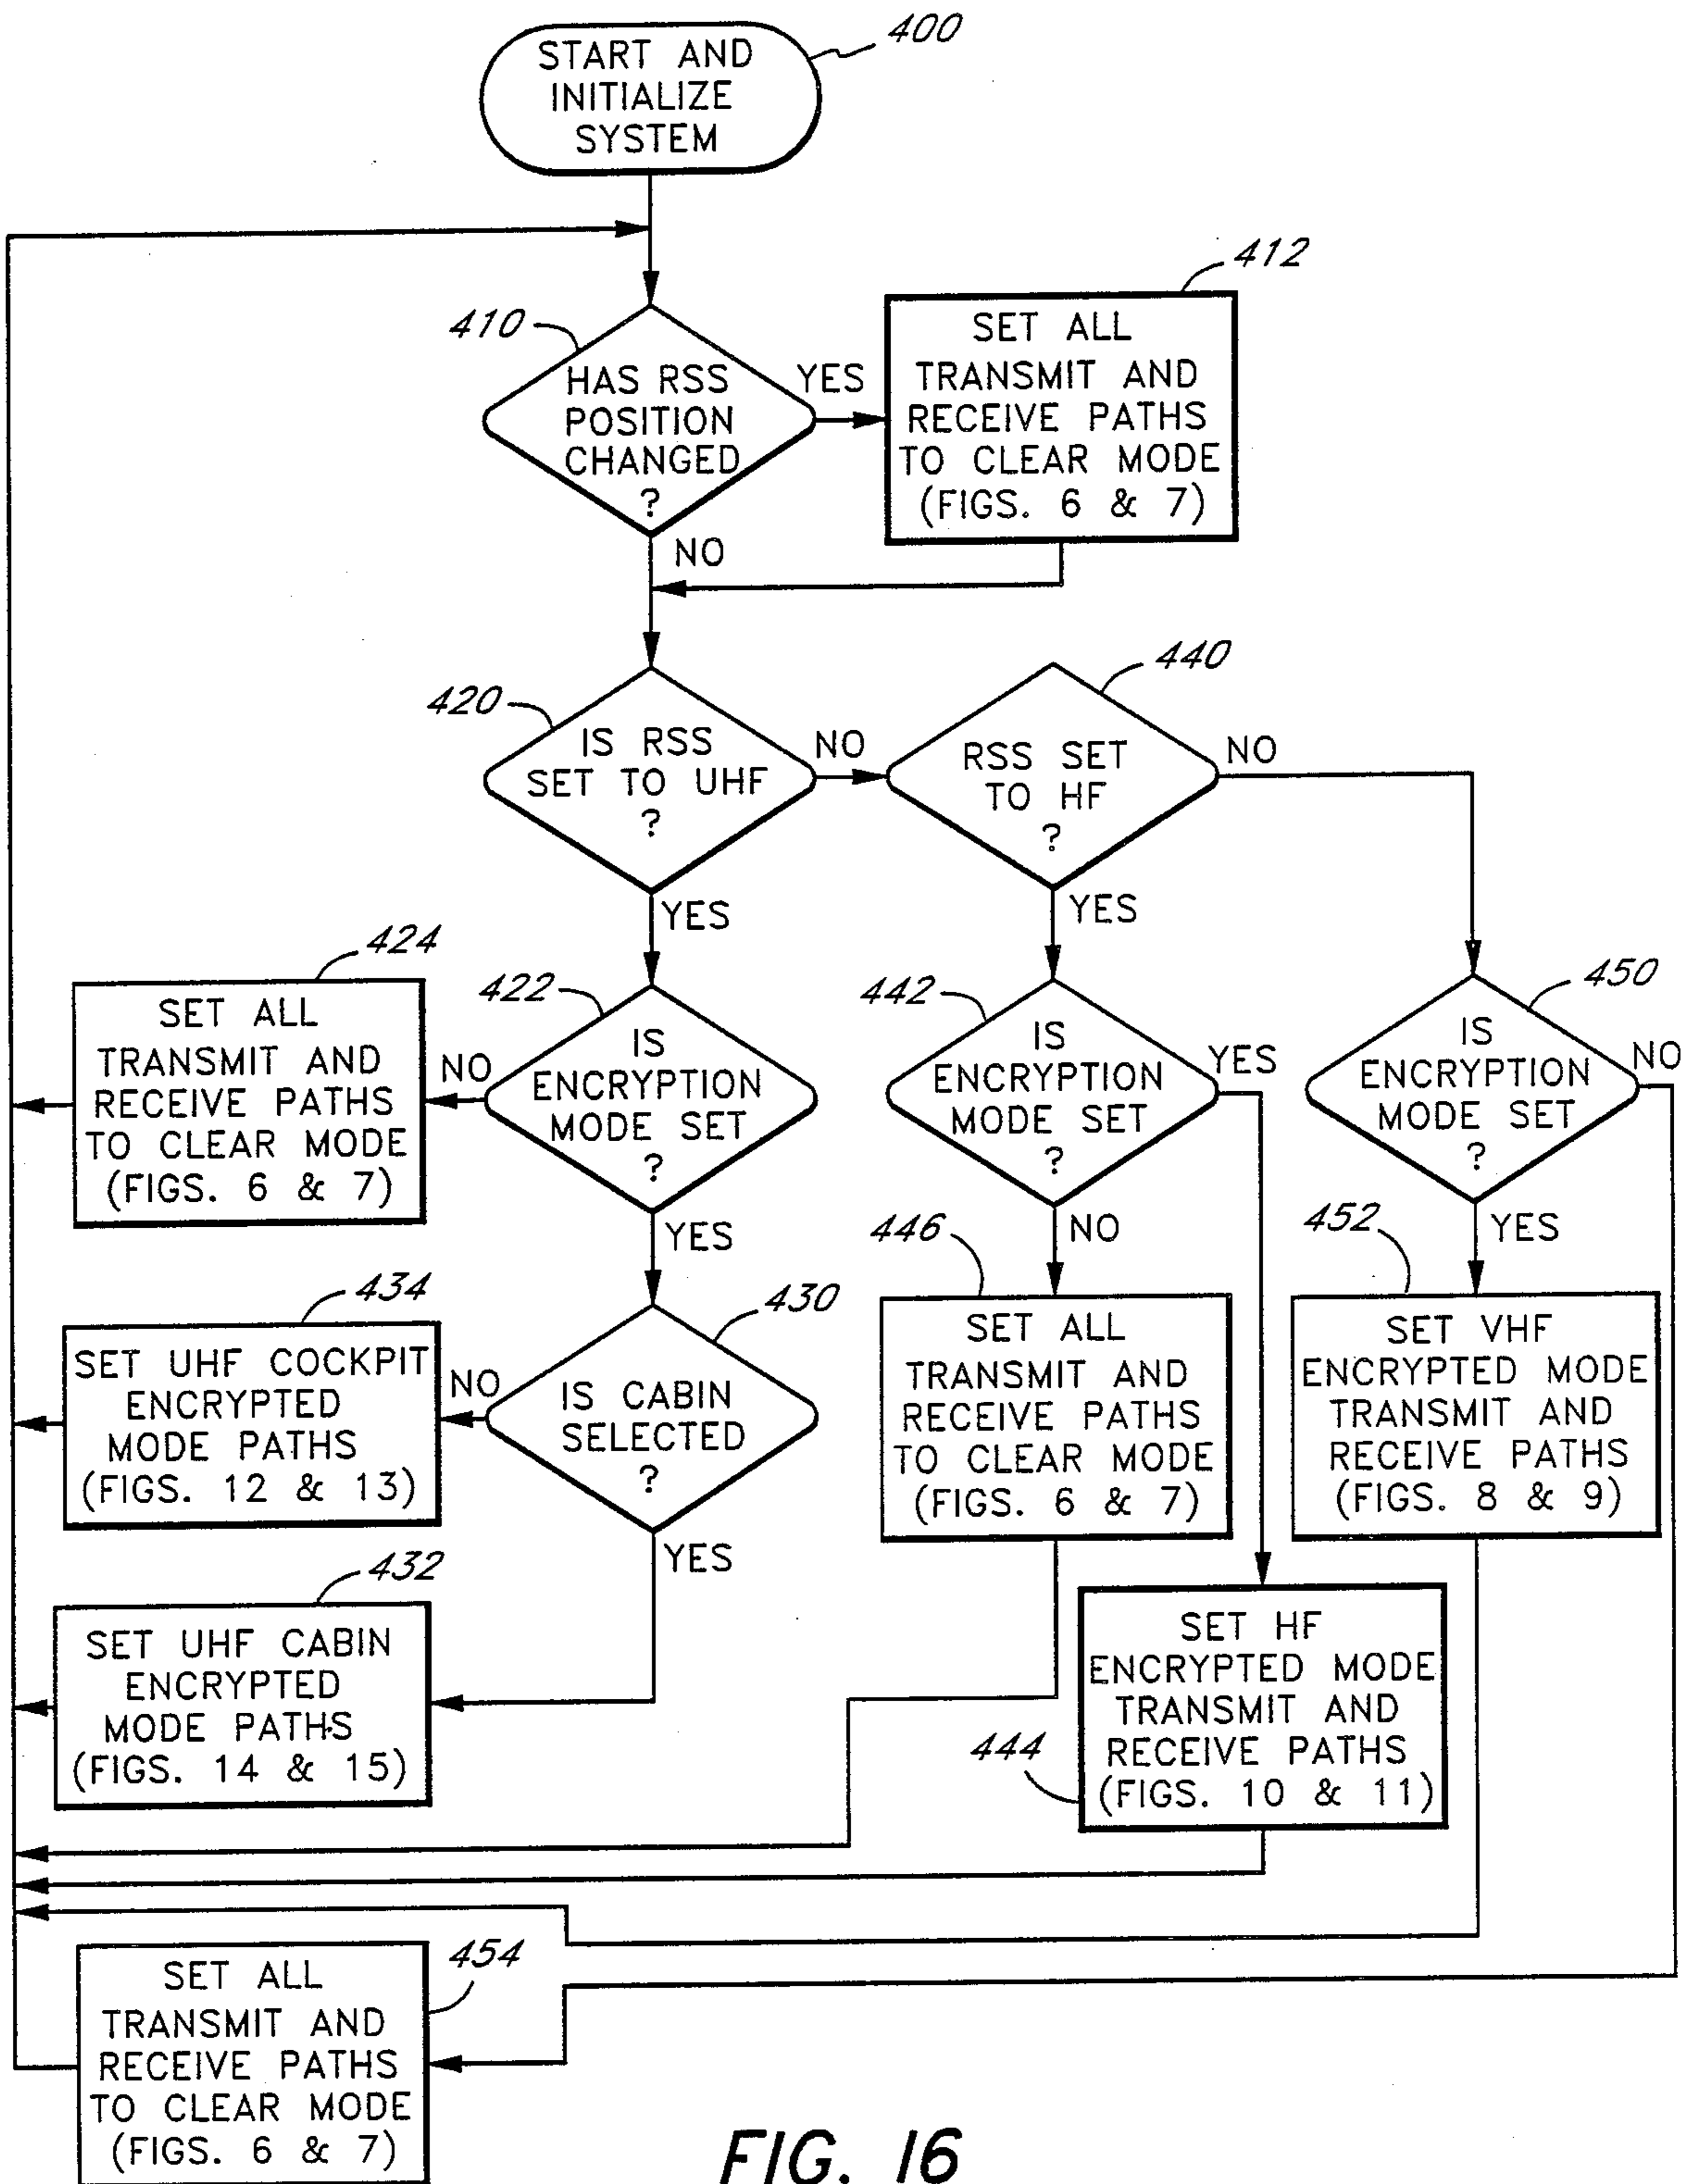 400
START AND
INITIALIZE
SYSTEM
412
410
HAS RSS
POSITION
CHANGED
?
YES
NO
SET ALL
TRANSMIT AND
RECEIVE PATHS
TO CLEAR MODE
(FIGS. 6 & 7)
420
IS RSS
SET TO UHF
?
NO
YES
440
RSS SET
TO HF
?
NO
YES
424
SET ALL
TRANSMIT AND
RECEIVE PATHS
TO CLEAR MODE
(FIGS. 6 & 7)
422
IS
ENCRYPTION
MODE SET
?
NO
YES
442
IS
ENCRYPTION
MODE SET
?
YES
NO
450
IS
ENCRYPTION
MODE SET
?
NO
YES
434
SET UHF COCKPIT
ENCRYPTED
MODE PATHS
(FIGS. 12 & 13)
430
IS CABIN
SELECTED
?
NO
YES
446
SET ALL
TRANSMIT AND
RECEIVE PATHS
TO CLEAR MODE
(FIGS. 6 & 7)
452
SET VHF
ENCRYPTED MODE
TRANSMIT AND
RECEIVE PATHS
(FIGS. 8 & 9)
432
SET UHF CABIN
ENCRYPTED
MODE PATHS
(FIGS. 14 & 15)
444
SET HF
ENCRYPTED MODE
TRANSMIT AND
RECEIVE PATHS
(FIGS. 10 & 11)
454
SET ALL
TRANSMIT AND
RECEIVE PATHS
TO CLEAR MODE
(FIGS. 6 & 7)
FIG. 16